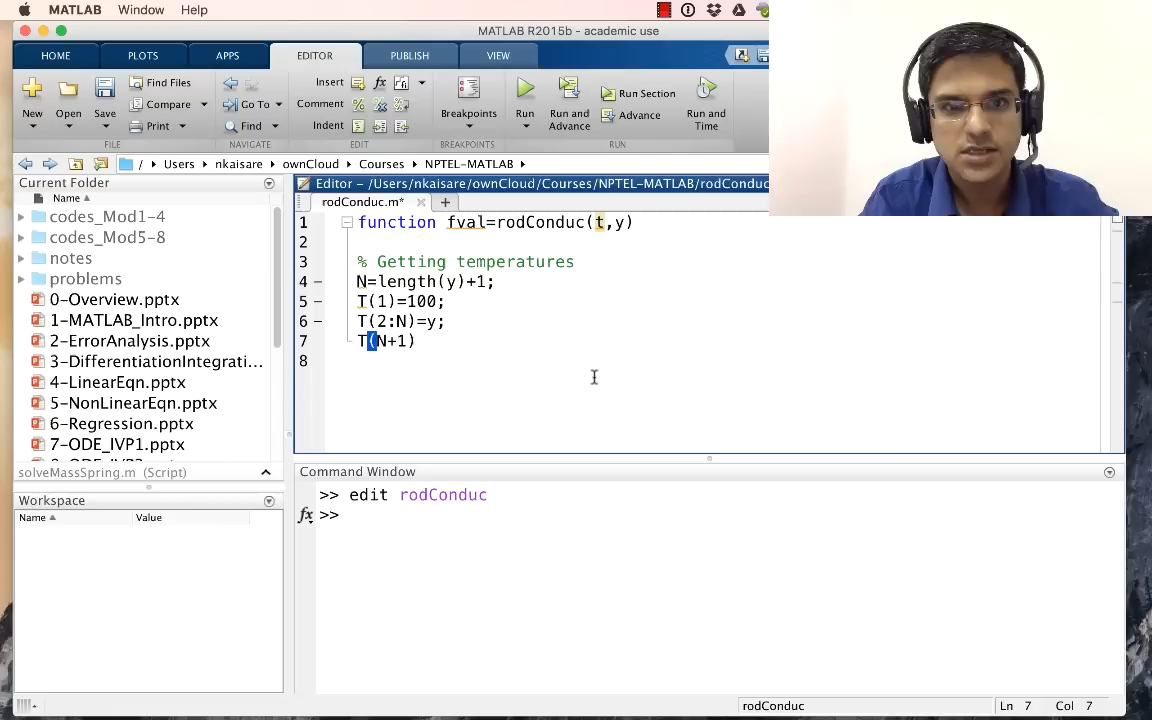 MATLAB Window Help
MATLAB R2015b - academic use
HOME PLOTS APPS EDITOR PUBLISH VIEW
New Open Save Find Files Compare Print
Go To Find
Insert fx
Comment %
Indent
Breakpoints
Run Run and Advance Run Section Advance Run and Time
FILE NAVIGATE EDIT BREAKPOINTS RUN
/ Users nkaisare ownCloud Courses NPTEL-MATLAB
Current Folder
Name
codes_Mod1-4
codes_Mod5-8
notes
problems
0-Overview.pptx
1-MATLAB_Intro.pptx
2-ErrorAnalysis.pptx
3-DifferentiationIntegrati...
4-LinearEqn.pptx
5-NonLinearEqn.pptx
6-Regression.pptx
7-ODE_IVP1.pptx
solveMassSpring.m (Script)
Workspace
Name Value
Editor - /Users/nkaisare/ownCloud/Courses/NPTEL-MATLAB/rodConduc
rodConduc.m*
1 function fval=rodConduc(t,y)
2
3 % Getting temperatures
4 N=length(y)+1;
5 T(1)=100;
6 T(2:N)=y;
7 T(N+1)
8
Command Window
>> edit rodConduc
fx >>
rodConduc Ln 7 Col 7